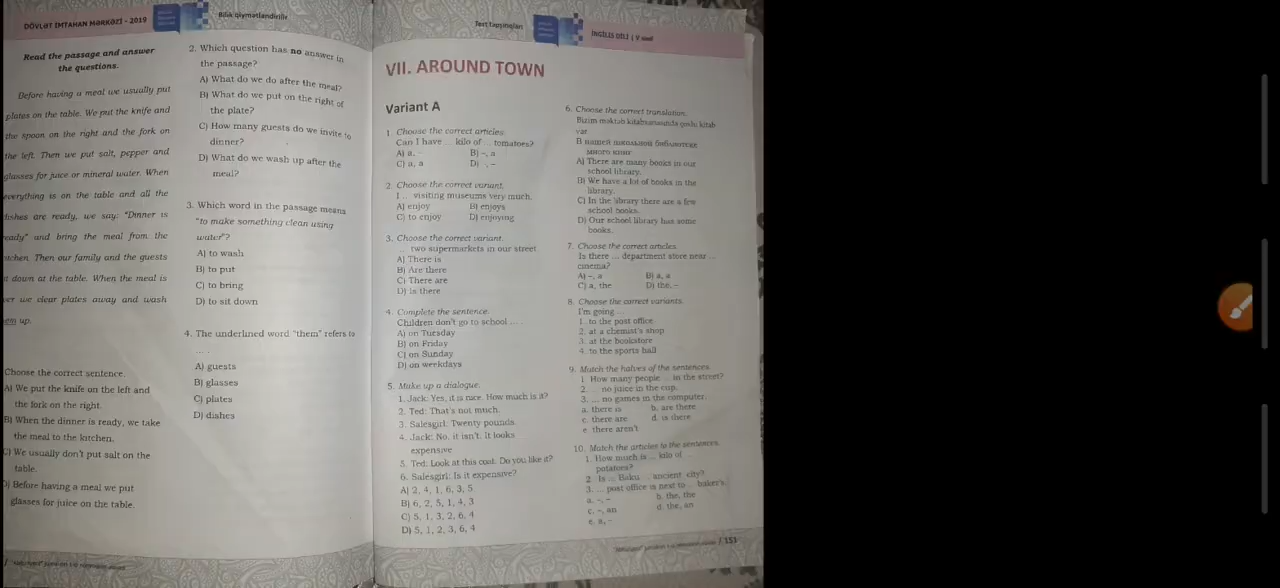 DÖVLƏT İMTAHAN MƏRKƏZİ - 2019
Bilik qiymətləndirilir
Read the passage and answer
the questions.
Before having a meal we usually put
plates on the table. We put the knife and
the spoon on the right and the fork on
the left. Then we put salt, pepper and
glasses for juice or mineral water. When
everything is on the table and all the
dishes are ready, we say: "Dinner is
eady" and bring the meal from the
tchen. Then our family and the guests
t down at the table. When the meal is
er we clear plates away and wash
em up.
Choose the correct sentence.
A) We put the knife on the left and
the fork on the right.
B) When the dinner is ready, we take
the meal to the kitchen.
C) We usually don't put salt on the
table.
D) Before having a meal we put
glasses for juice on the table.
2. Which question has no answer in
the passage?
A) What do we do after the meal?
B) What do we put on the right of
the plate?
C) How many guests do we invite to
dinner?
D) What do we wash up after the
meal?
3. Which word in the passage means
"to make something clean using
water"?
A) to wash
B) to put
C) to bring
D) to sit down
4. The underlined word "them" refers to
....
A) guests
B) glasses
C) plates
D) dishes
Test tapşırıqları
İNGİLİS DİLİ | V sinif
VII. AROUND TOWN
Variant A
1. Choose the correct articles.
Can I have ... kilo of ... tomatoes?
A) a, -
B) -, a
C) a, a
D) -, -
2. Choose the correct variant.
I ... visiting museums very much.
A) enjoy
B) enjoys
C) to enjoy
D) enjoying
3. Choose the correct variant.
... two supermarkets in our street.
A) There is
B) Are there
C) There are
D) Is there
4. Complete the sentence.
Children don't go to school ... .
A) on Tuesday
B) on Friday
C) on Sunday
D) on weekdays
5. Make up a dialogue.
1. Jack: Yes, it is nice. How much is it?
2. Ted: That's not much.
3. Salesgirl: Twenty pounds.
4. Jack: No, it isn't. It looks
expensive
5. Ted: Look at this coat. Do you like it?
6. Salesgirl: Is it expensive?
A) 2, 4, 1, 6, 3, 5
B) 6, 2, 5, 1, 4, 3
C) 5, 1, 3, 2, 6, 4
D) 5, 1, 2, 3, 6, 4
6. Choose the correct translation.
Bizim məktəb kitabxanasında çoxlu kitab
var.
В нашей школьной библиотеке
много книг
A) There are many books in our
school library.
B) We have a lot of books in the
library.
C) In the library there are a few
school books.
D) Our school library has some
books.
7. Choose the correct articles.
Is there ... department store near ...
cinema?
A) -, a
B) a, a
C) a, the
D) the, -
8. Choose the correct variants.
I'm going ...
1. to the post office
2. at a chemist's shop
3. at the bookstore
4. to the sports hall
9. Match the halves of the sentences.
1. How many people ... in the street?
2. ... no juice in the cup.
3. ... no games in the computer.
a. there is
b. are there
c. there are
d. is there
e. there aren't
10. Match the articles to the sentences.
1. How much is ... kilo of ...
potatoes?
2. Is ... Baku ... ancient city?
3. ... post office is next to ... baker's.
a. -, -
b. the, the
c. -, an
d. the, an
e. a, -
/ 151